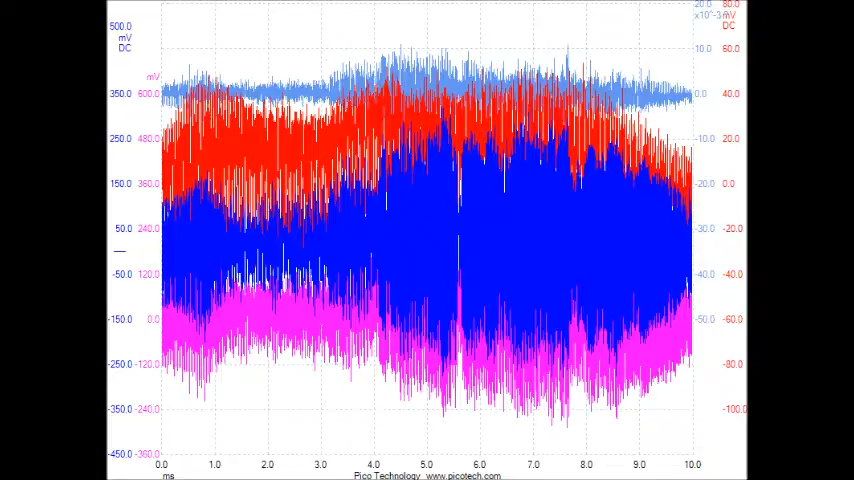 20.0 80.0
x10^-3 mV
500.0 DC
mV
DC 10.0 60.0
mV
350.0 600.0 0.0 40.0
250.0 480.0 -10.0 20.0
150.0 360.0 -20.0 0.0
50.0 240.0 -30.0 -20.0
-50.0 120.0 -40.0 -40.0
-150.0 0.0 -50.0 -60.0
-250.0 -120.0 -80.0
-350.0 -240.0 -100.0
-450.0 -360.0
0.0 1.0 2.0 3.0 4.0 5.0 6.0 7.0 8.0 9.0 10.0
ms Pico Technology www.picotech.com